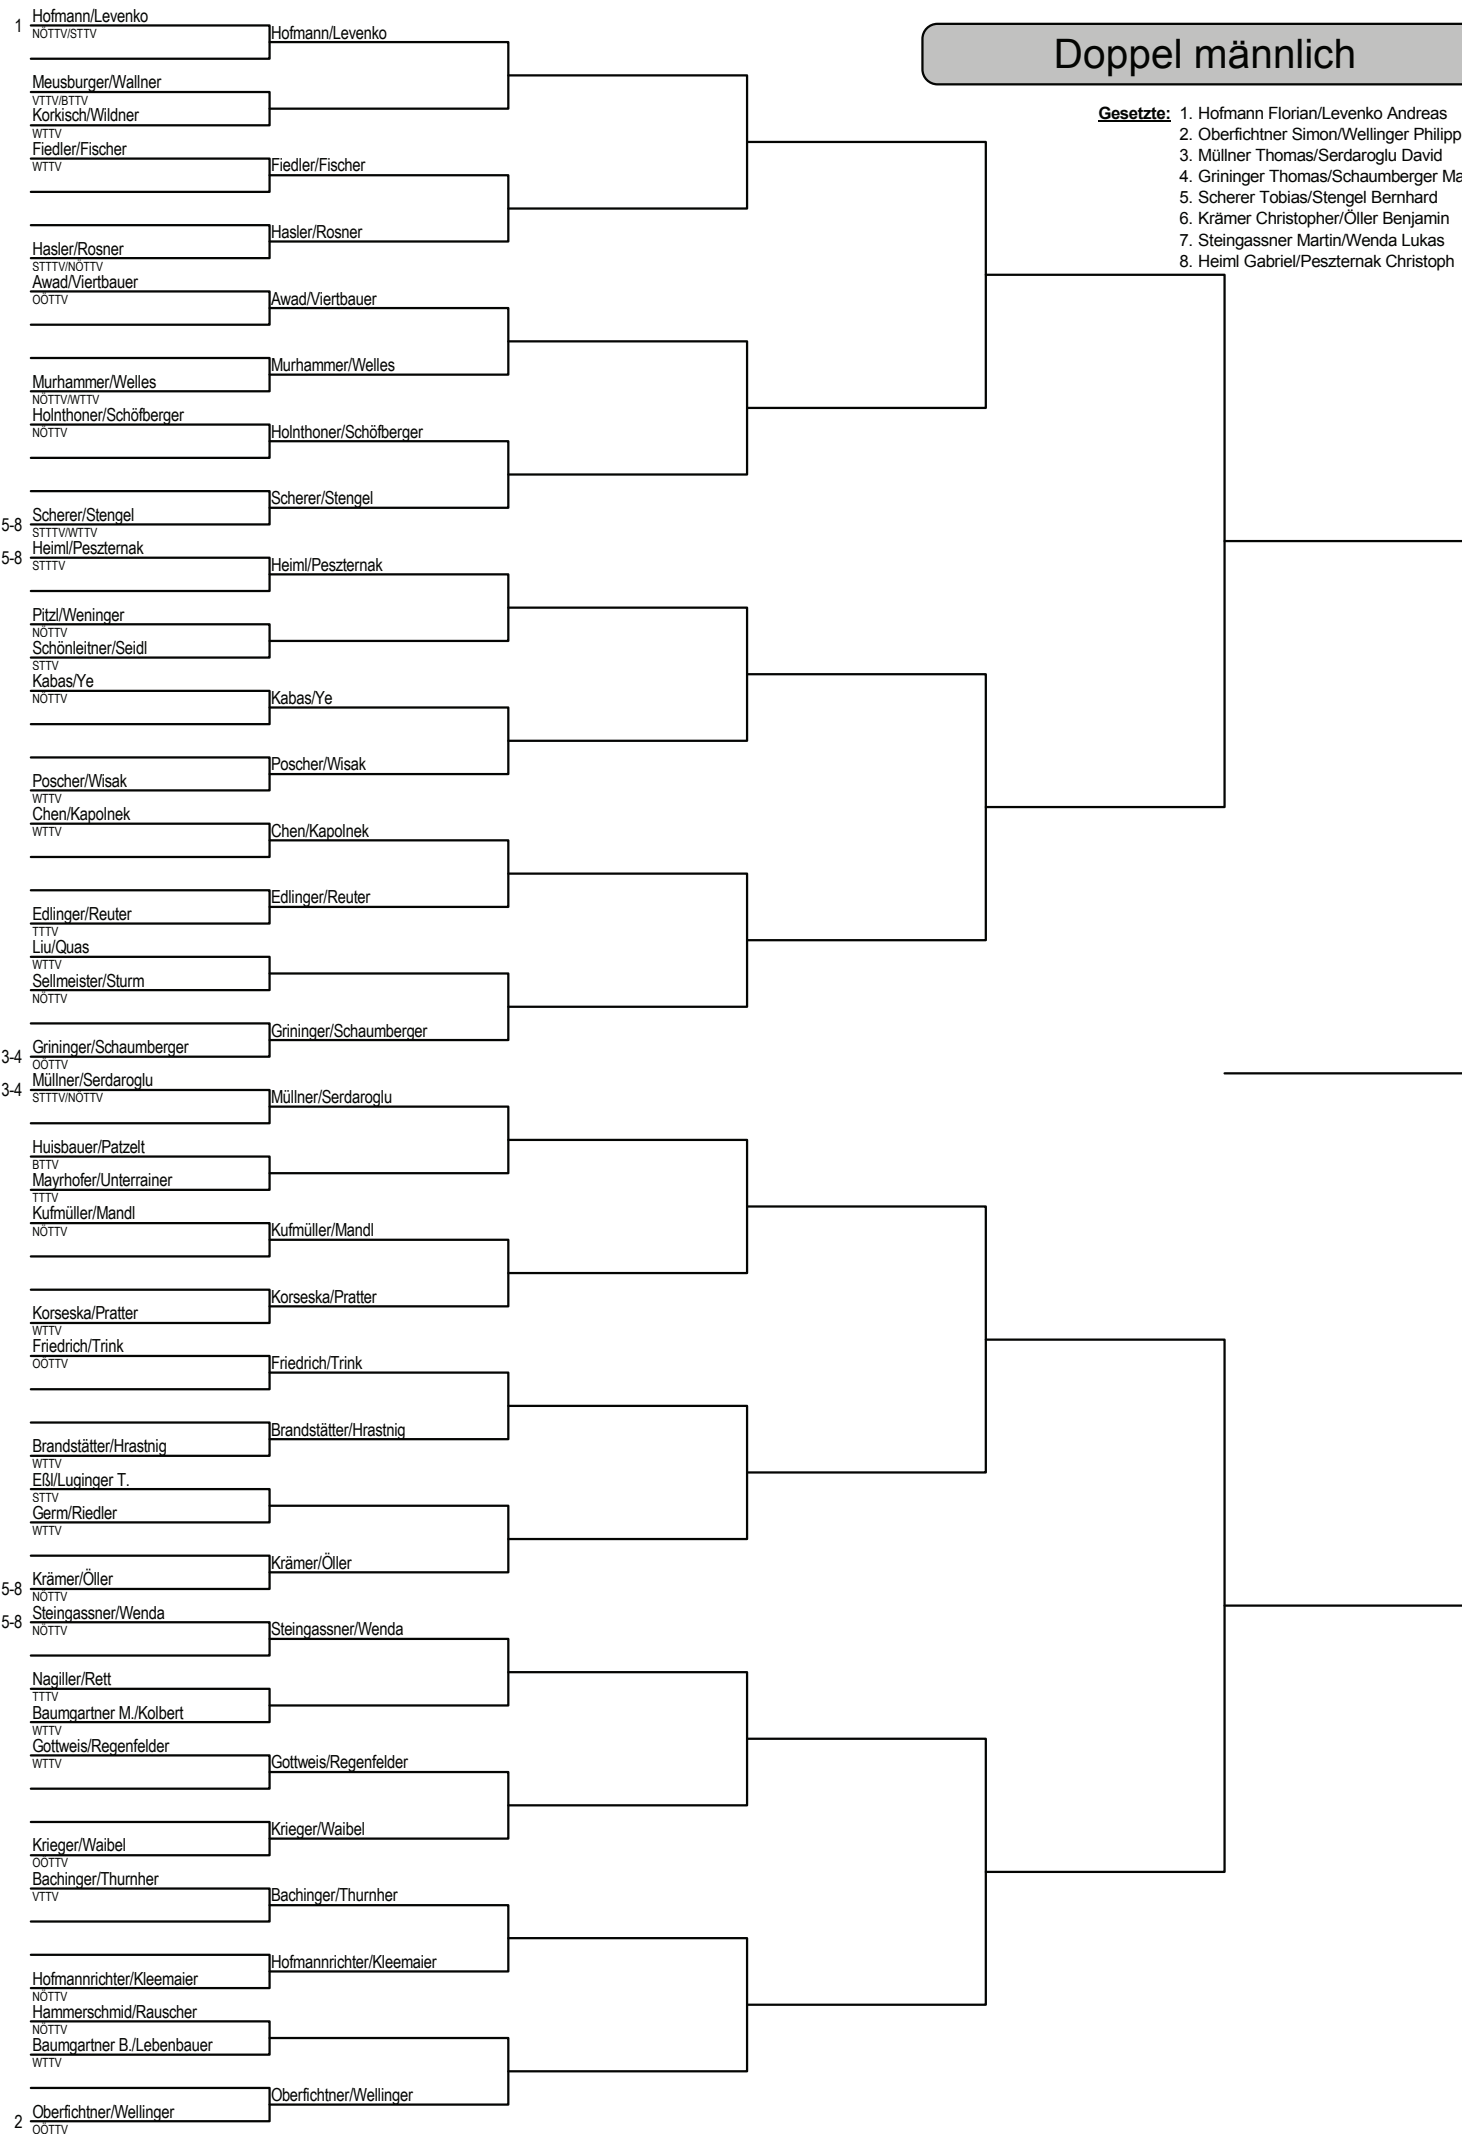 Doppel männlich
Gesetzte: 1. Hofmann Florian/Levenko Andreas
2. Oberfichtner Simon/Wellinger Philipp
3. Müllner Thomas/Serdaroglu David
4. Grininger Thomas/Schaumberger Ma
5. Scherer Tobias/Stengel Bernhard
6. Krämer Christopher/Öller Benjamin
7. Steingassner Martin/Wenda Lukas
8. Heiml Gabriel/Peszternak Christoph
1 Hofmann/Levenko
NÖTTV/STTV
Hofmann/Levenko
Meusburger/Wallner
VTTV/BTTV
Korkisch/Wildner
WTTV
Fiedler/Fischer
WTTV
Fiedler/Fischer
Hasler/Rosner
Hasler/Rosner
STTTV/NÖTTV
Awad/Viertbauer
OÖTTV
Awad/Viertbauer
Murhammer/Welles
Murhammer/Welles
NÖTTV/WTTV
Holnthoner/Schöfberger
NÖTTV
Holnthoner/Schöfberger
Scherer/Stengel
5-8 Scherer/Stengel
STTTV/WTTV
5-8 Heiml/Peszternak
STTTV
Heiml/Peszternak
Pitzl/Weninger
NÖTTV
Schönleitner/Seidl
STTV
Kabas/Ye
NÖTTV
Kabas/Ye
Poscher/Wisak
Poscher/Wisak
WTTV
Chen/Kapolnek
WTTV
Chen/Kapolnek
Edlinger/Reuter
Edlinger/Reuter
TTTV
Liu/Quas
WTTV
Sellmeister/Sturm
NÖTTV
Grininger/Schaumberger
3-4 Grininger/Schaumberger
OÖTTV
3-4 Müllner/Serdaroglu
STTTV/NÖTTV
Müllner/Serdaroglu
Huisbauer/Patzelt
BTTV
Mayrhofer/Unterrainer
TTTV
Kufmüller/Mandl
NÖTTV
Kufmüller/Mandl
Korseska/Pratter
Korseska/Pratter
WTTV
Friedrich/Trink
OÖTTV
Friedrich/Trink
Brandstätter/Hrastnig
Brandstätter/Hrastnig
WTTV
Eßl/Luginger T.
STTV
Germ/Riedler
WTTV
Krämer/Öller
5-8 Krämer/Öller
NÖTTV
5-8 Steingassner/Wenda
NÖTTV
Steingassner/Wenda
Nagiller/Rett
TTTV
Baumgartner M./Kolbert
WTTV
Gottweis/Regenfelder
WTTV
Gottweis/Regenfelder
Krieger/Waibel
Krieger/Waibel
OÖTTV
Bachinger/Thurnher
VTTV
Bachinger/Thurnher
Hofmannrichter/Kleemaier
Hofmannrichter/Kleemaier
NÖTTV
Hammerschmid/Rauscher
NÖTTV
Baumgartner B./Lebenbauer
WTTV
Oberfichtner/Wellinger
2 Oberfichtner/Wellinger
OÖTTV